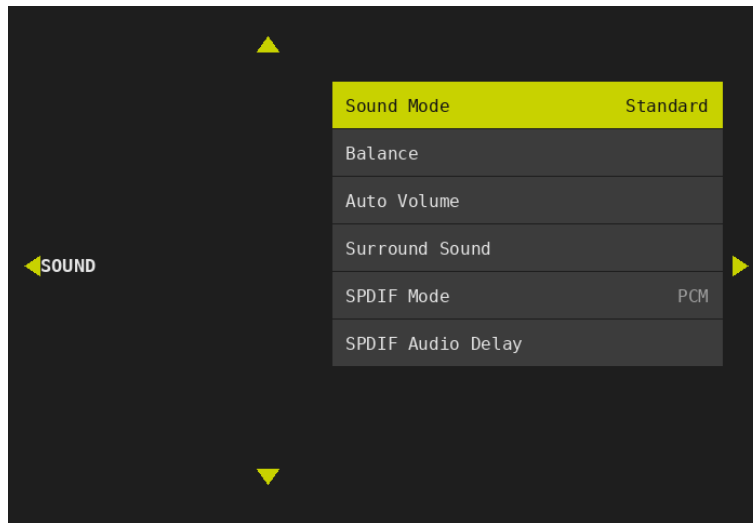 SOUND
Sound Mode Standard
Balance
Auto Volume
Surround Sound
SPDIF Mode PCM
SPDIF Audio Delay